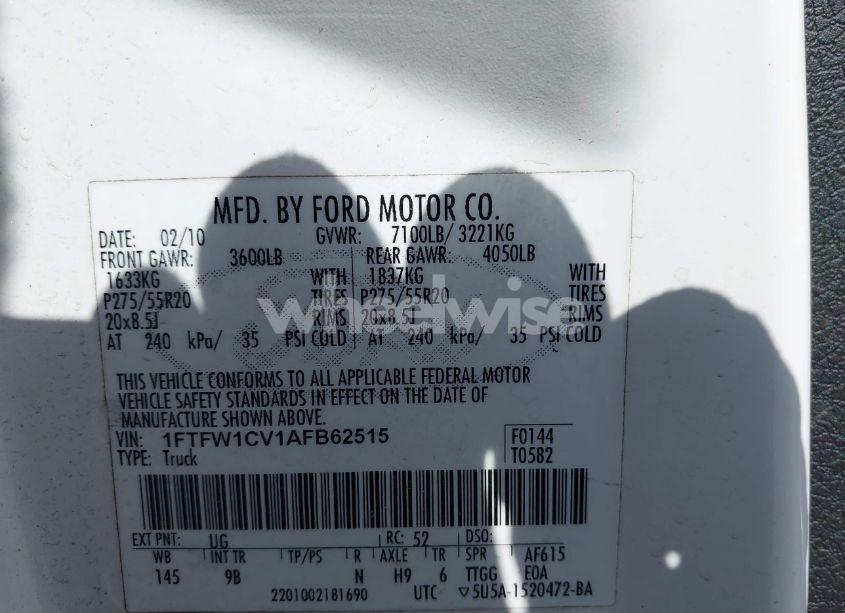 MFD. BY FORD MOTOR CO.
DATE: 02/10 GVWR: 7100LB/ 3221KG
FRONT GAWR: 3600LB REAR GAWR: 4050LB
1633KG WITH 1837KG WITH
P275/55R20 TIRES P275/55R20 TIRES
20x8.5J RIMS 20x8.5J RIMS
AT 240 kPa/ 35 PSI COLD AT 240 kPa/ 35 PSI COLD
wheelwise
THIS VEHICLE CONFORMS TO ALL APPLICABLE FEDERAL MOTOR
VEHICLE SAFETY STANDARDS IN EFFECT ON THE DATE OF
MANUFACTURE SHOWN ABOVE.
VIN: 1FTFW1CV1AFB62515 F0144
TYPE: Truck T0582
EXT PNT: UG RC: 52 DSO:
WB INT TR TP/PS R AXLE TR SPR AF615
145 9B N H9 6 TTGG EOA
2201002181690 UTC ▽5U5A-1520472-BA